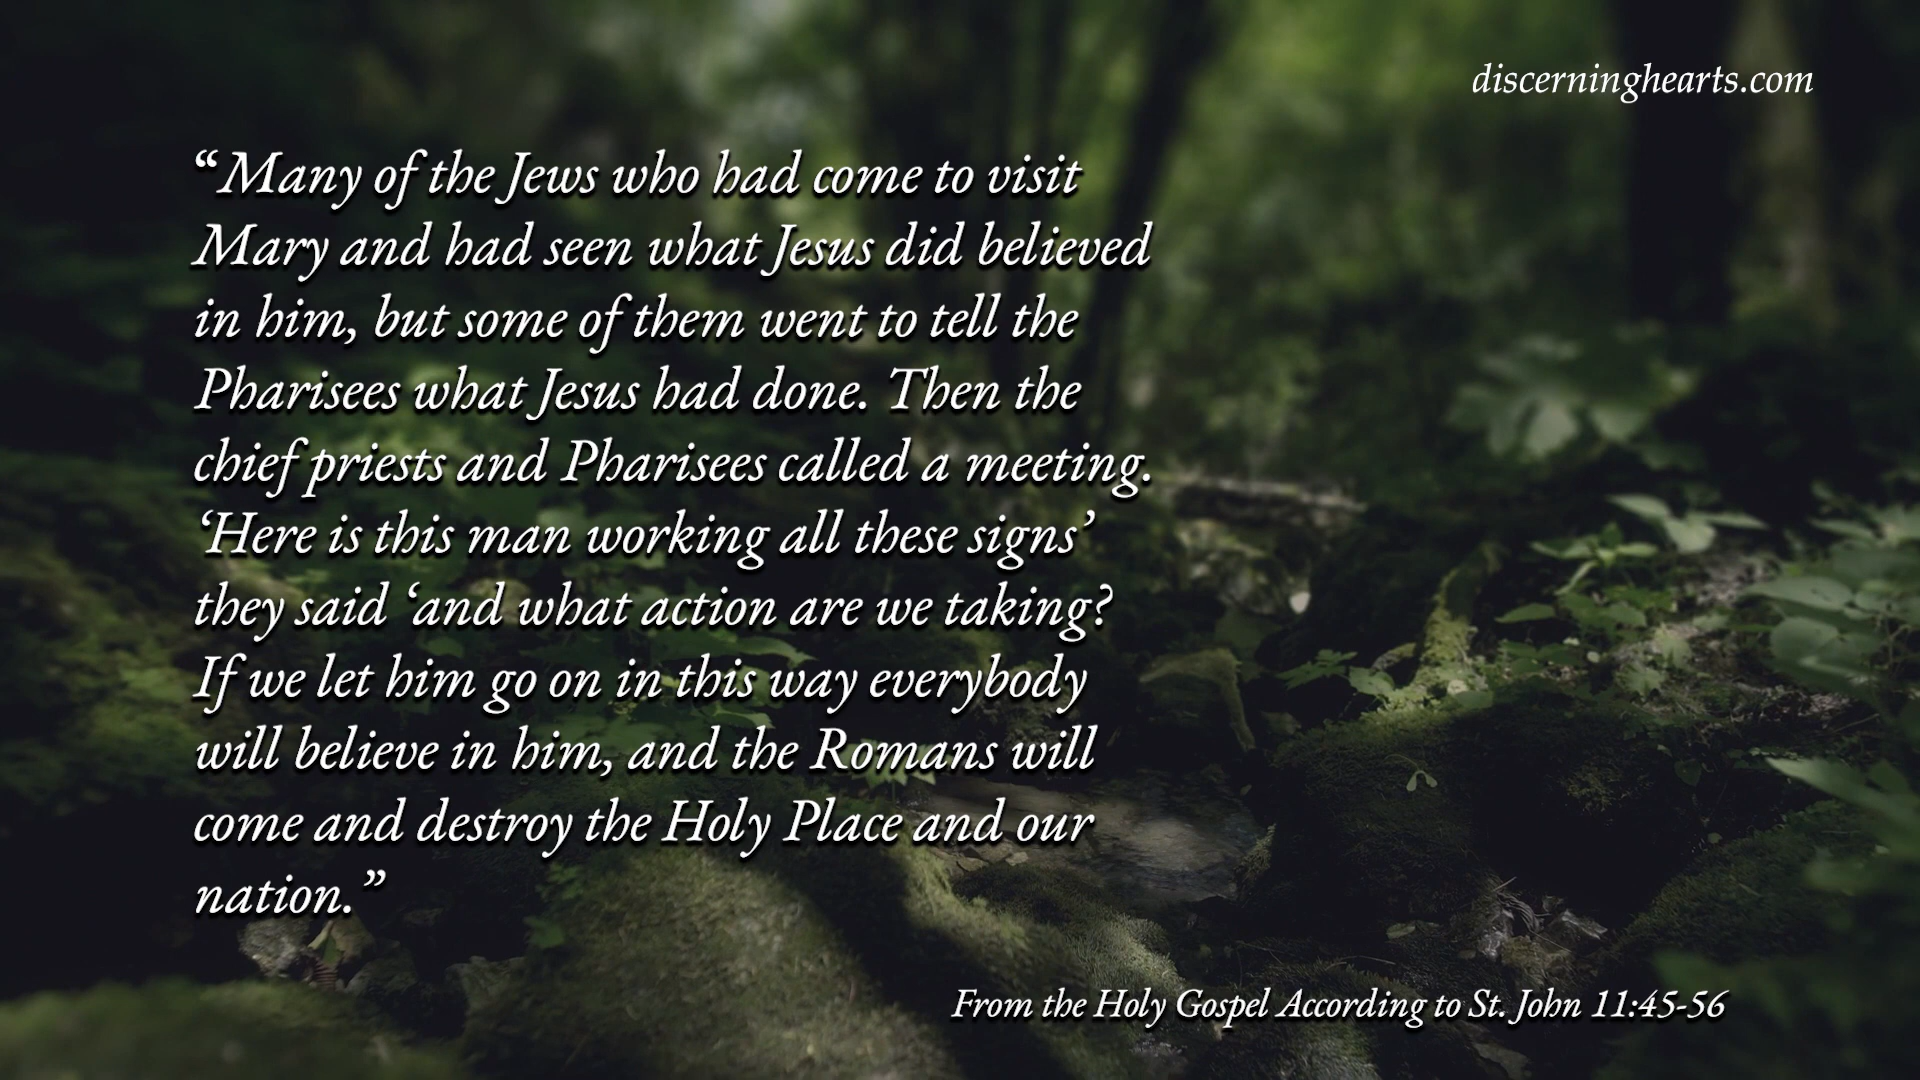 discerninghearts.com
“Many of the Jews who had come to visit
Mary and had seen what Jesus did believed
in him, but some of them went to tell the
Pharisees what Jesus had done. Then the
chief priests and Pharisees called a meeting.
‘Here is this man working all these signs’
they said ‘and what action are we taking?
If we let him go on in this way everybody
will believe in him, and the Romans will
come and destroy the Holy Place and our
nation.”
From the Holy Gospel According to St. John 11:45-56